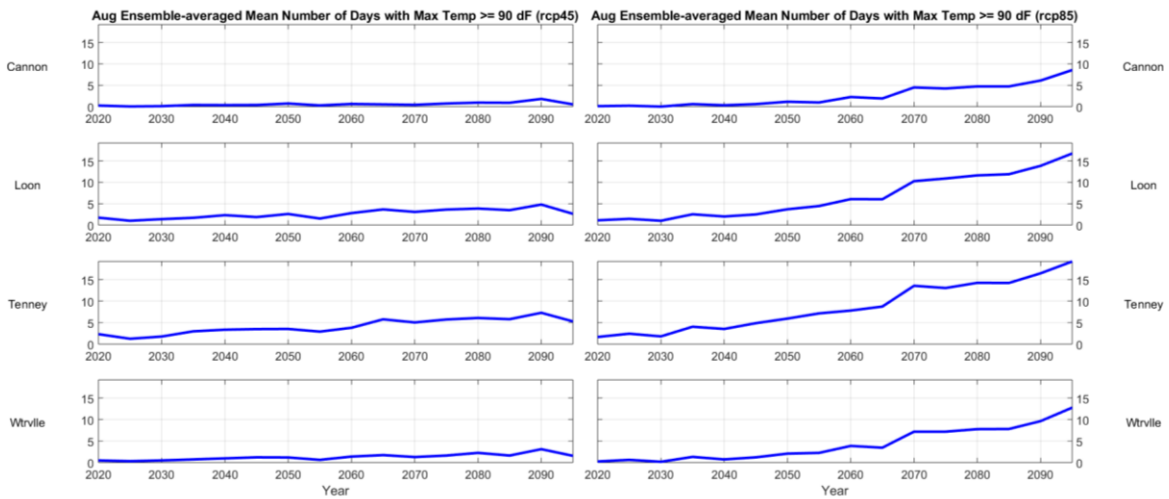 Aug Ensemble-averaged Mean Number of Days with Max Temp >= 90 dF (rcp45) Aug Ensemble-averaged Mean Number of Days with Max Temp >= 90 dF (rcp85)
15 15
Cannon 10 10 Cannon
5 5
0 0
2020 2030 2040 2050 2060 2070 2080 2090 2020 2030 2040 2050 2060 2070 2080 2090
15 15
Loon 10 10 Loon
5 5
0 0
2020 2030 2040 2050 2060 2070 2080 2090 2020 2030 2040 2050 2060 2070 2080 2090
15 15
Tenney 10 10 Tenney
5 5
0 0
2020 2030 2040 2050 2060 2070 2080 2090 2020 2030 2040 2050 2060 2070 2080 2090
15 15
Wtrvlle 10 10 Wtrvlle
5 5
0 0
2020 2030 2040 2050 2060 2070 2080 2090 2020 2030 2040 2050 2060 2070 2080 2090
Year Year